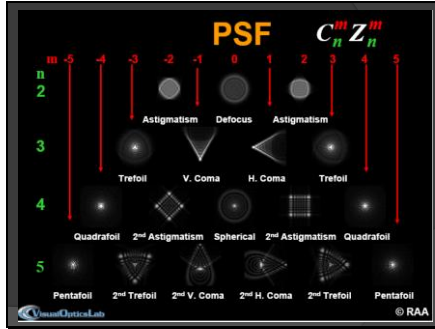 PSF C_n^m Z_n^m
m -5 -4 -3 -2 -1 0 1 2 3 4 5
n
2
Astigmatism Defocus Astigmatism
3
Trefoil V. Coma H. Coma Trefoil
4
Quadrafoil 2nd Astigmatism Spherical 2nd Astigmatism Quadrafoil
5
Pentafoil 2nd Trefoil 2nd V. Coma 2nd H. Coma 2nd Trefoil Pentafoil
VisualOpticsLab © RAA